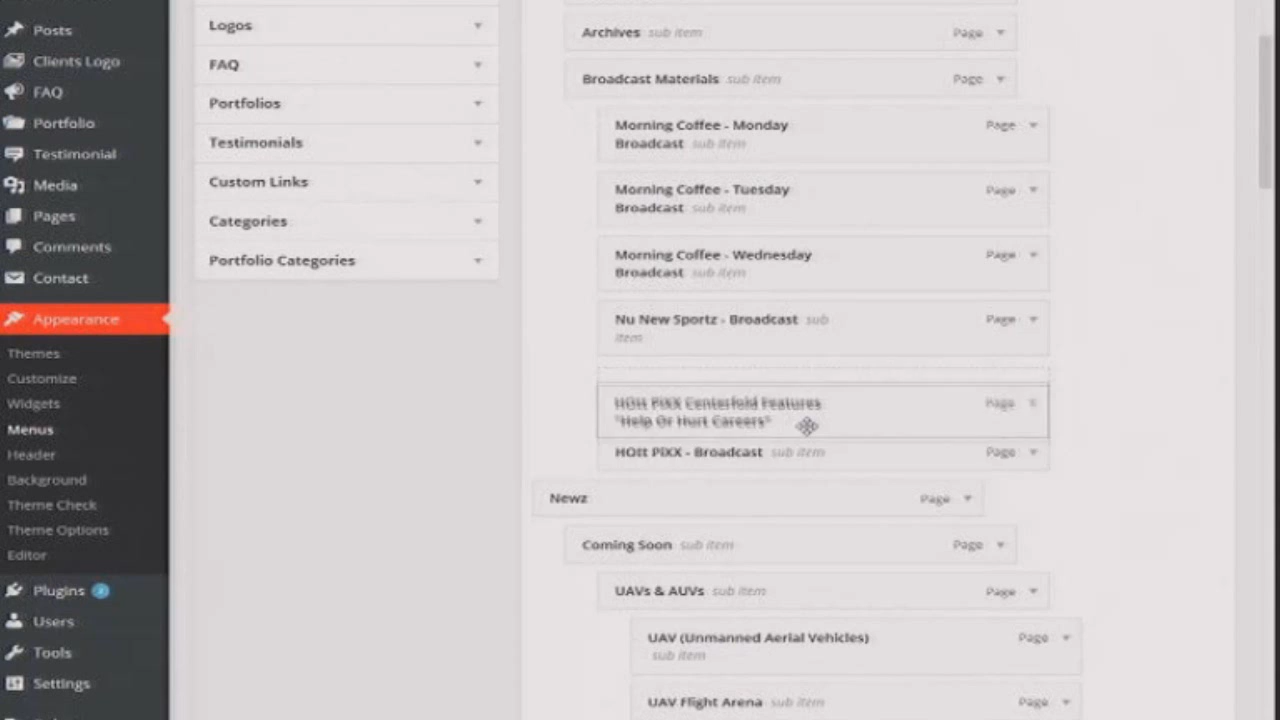 Posts
Clients Logo
FAQ
Portfolio
Testimonial
Media
Pages
Comments
Contact
Appearance
Themes
Customize
Widgets
Menus
Header
Background
Theme Check
Theme Options
Editor
Plugins
Users
Tools
Settings
Logos
FAQ
Portfolios
Testimonials
Custom Links
Categories
Portfolio Categories
Archives sub item Page
Broadcast Materials sub item Page
Morning Coffee - Monday Page
Broadcast sub item
Morning Coffee - Tuesday Page
Broadcast sub item
Morning Coffee - Wednesday Page
Broadcast sub item
Nu New Sportz - Broadcast sub Page
item
HOtt PiXX Centerfold Features Page
"Help Or Hurt Careers"
HOtt PiXX - Broadcast sub item Page
Newz Page
Coming Soon sub item Page
UAVs & AUVs sub item Page
UAV (Unmanned Aerial Vehicles) Page
sub item
UAV Flight Arena sub item Page